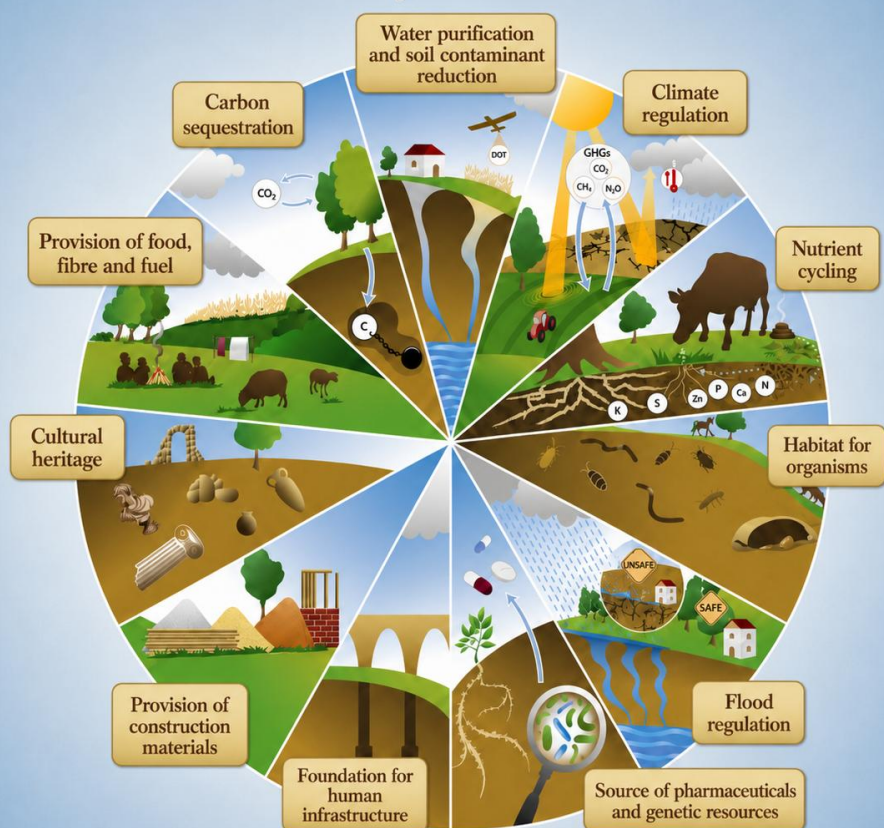 Water purification
and soil contaminant
reduction
Carbon
sequestration
Climate
regulation
DOT
GHGs
CO₂
CH₄
N₂O
S
CO₂
Provision of food,
fibre and fuel
Nutrient
cycling
C
K
S
Zn
P
Ca
N
Cultural
heritage
Habitat for
organisms
UNSAFE
SAFE
Provision of
construction
materials
Flood
regulation
Foundation for
human
infrastructure
Source of pharmaceuticals
and genetic resources